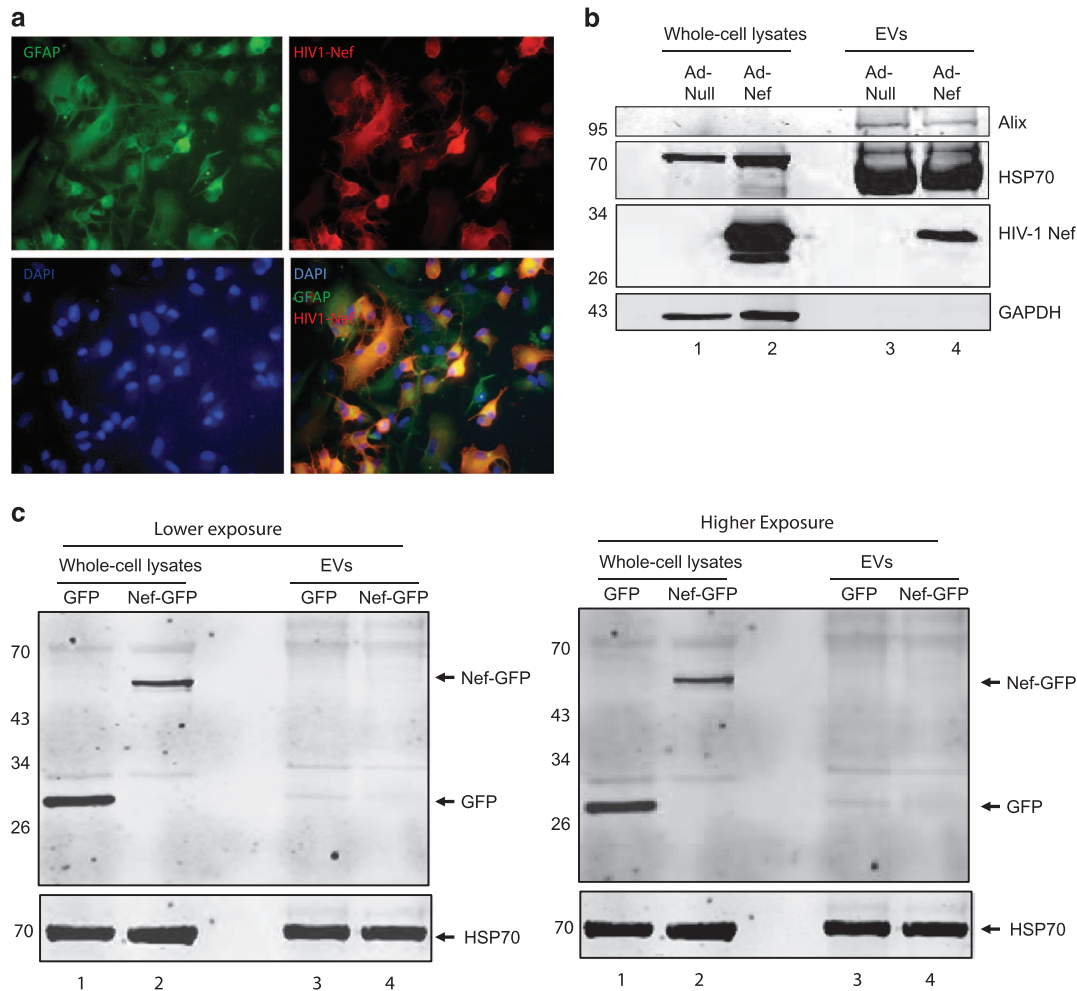 a
GFAP
HIV1-Nef
DAPI
DAPI
GFAP
HIV1-Nef
b
Whole-cell lysates EVs
Ad-Null Ad-Nef Ad-Null Ad-Nef
95 Alix
70 HSP70
34 HIV-1 Nef
26
43 GAPDH
1 2 3 4
c
Lower exposure
Whole-cell lysates EVs
GFP Nef-GFP GFP Nef-GFP
70
Nef-GFP
43
34
GFP
26
70 HSP70
1 2 3 4
Higher Exposure
Whole-cell lysates EVs
GFP Nef-GFP GFP Nef-GFP
70
Nef-GFP
43
34
GFP
26
70 HSP70
1 2 3 4